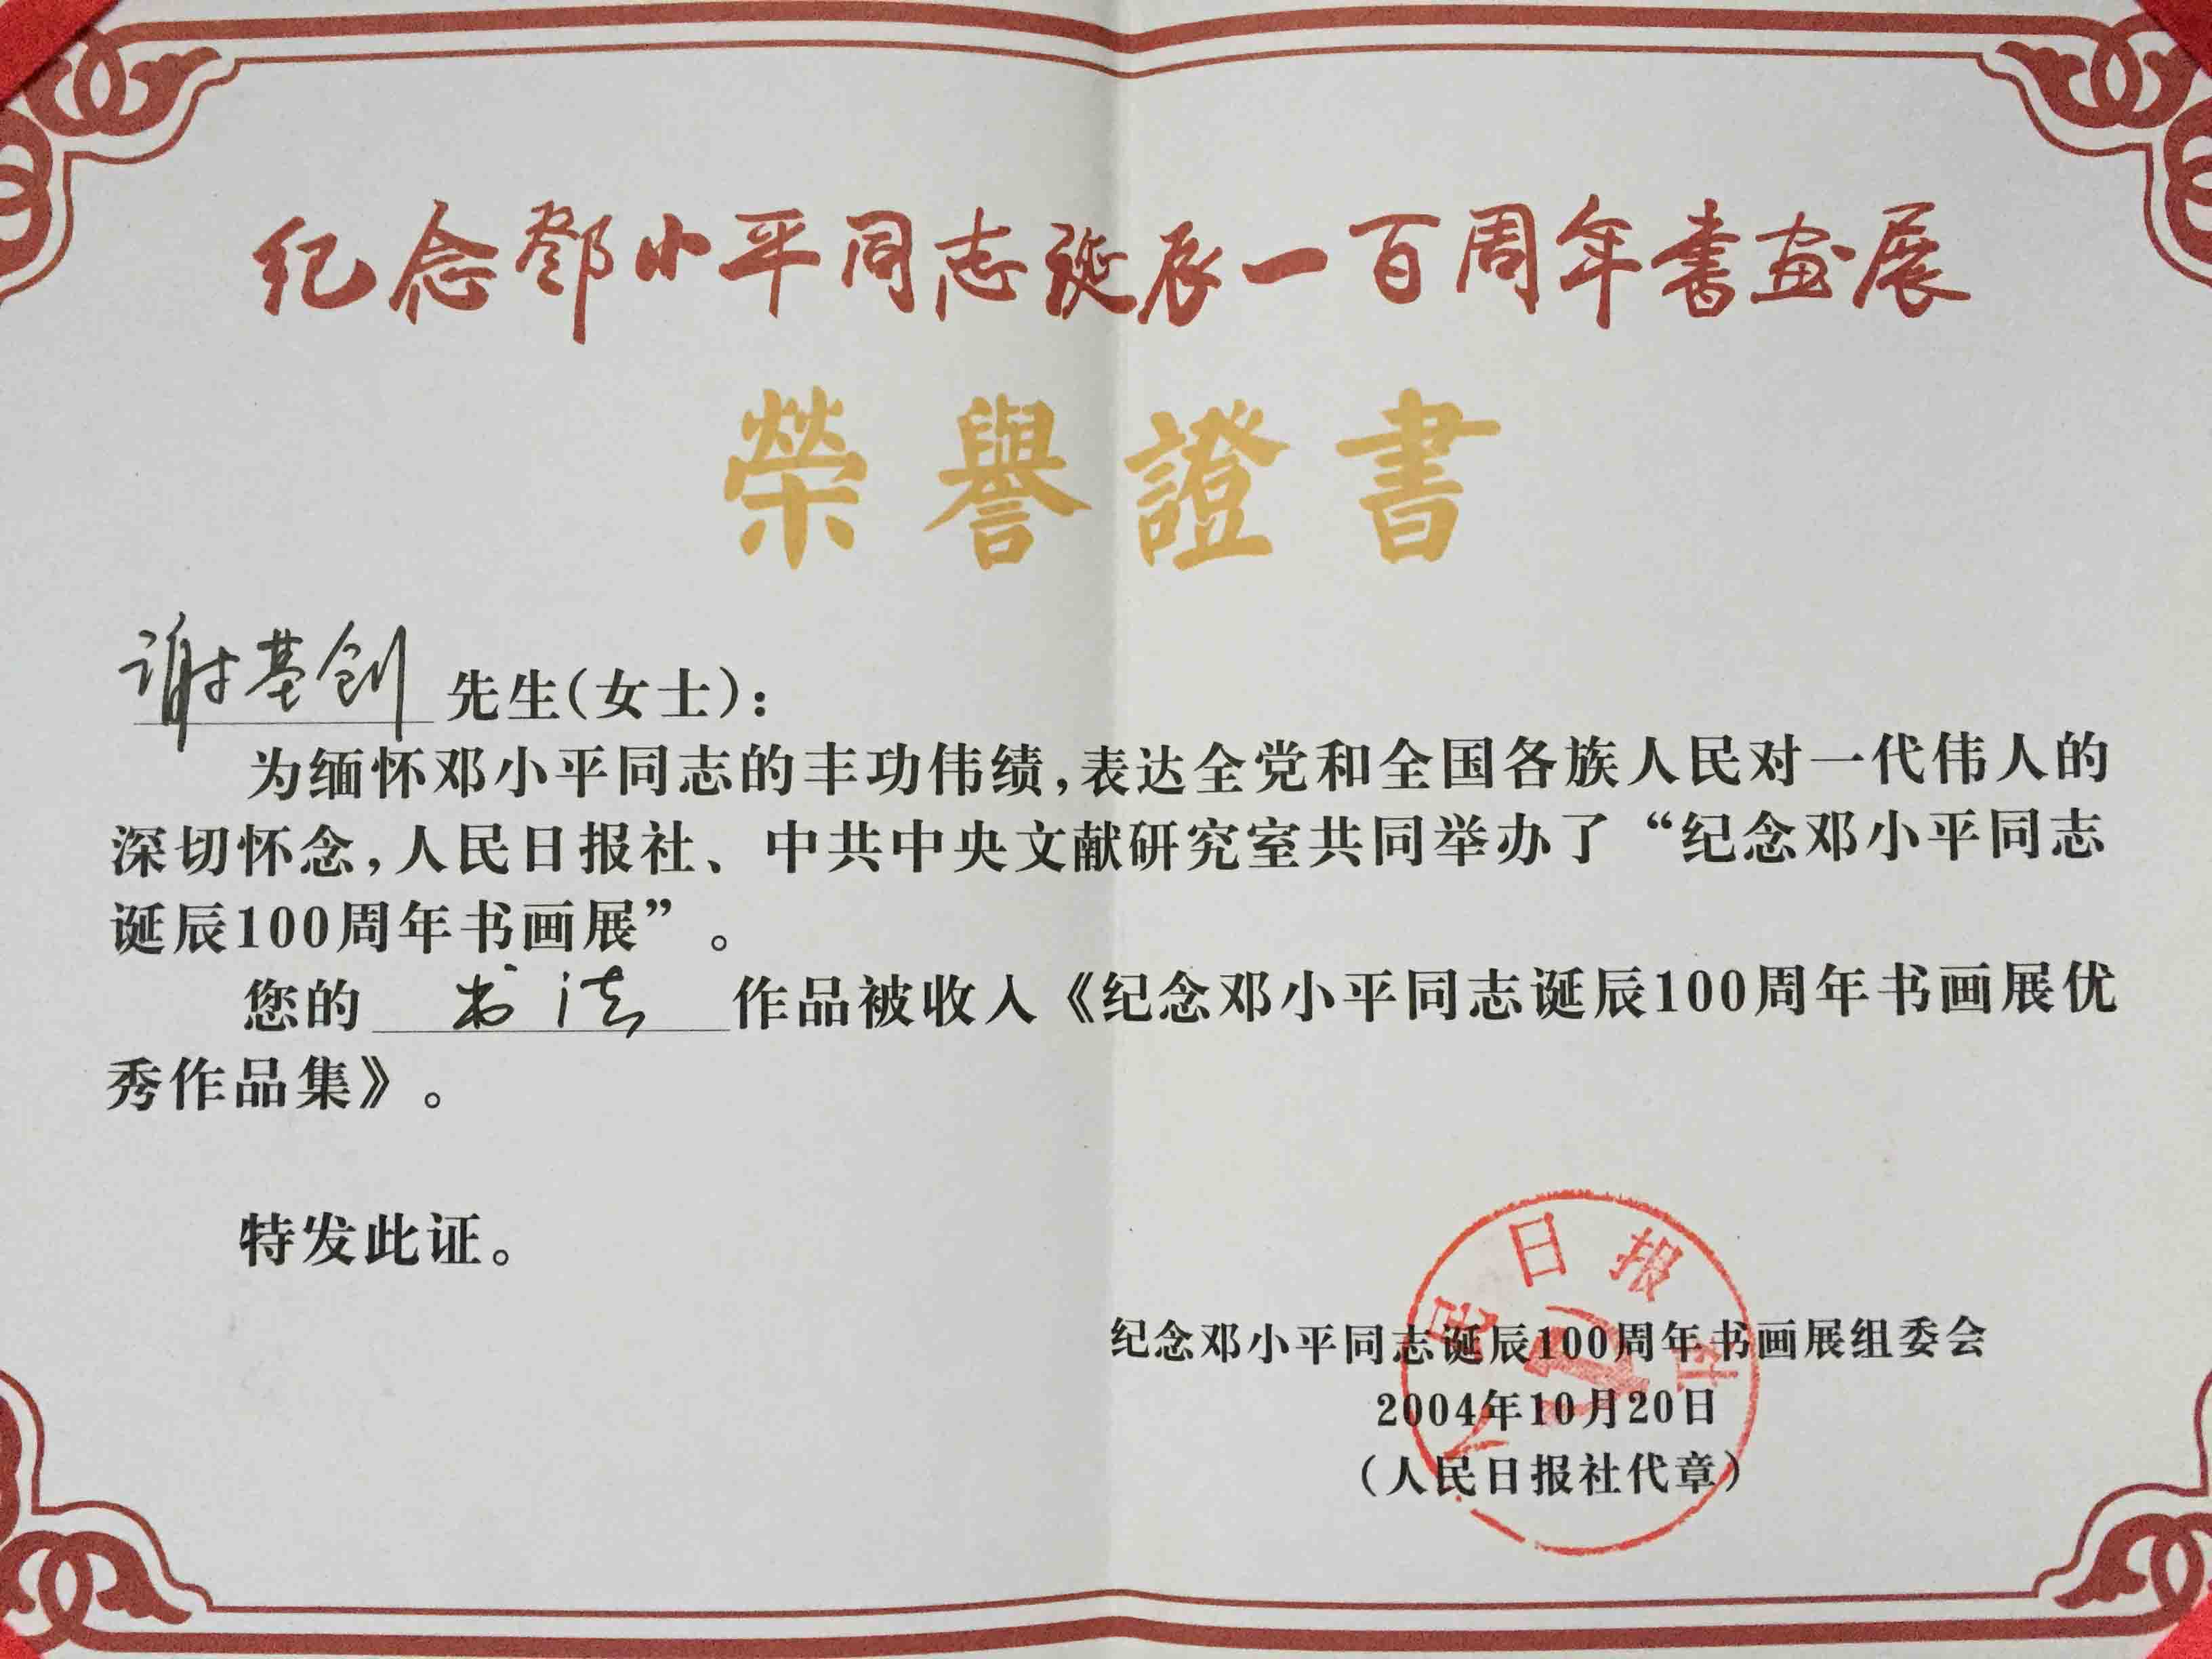 纪念鄧小平同志诞辰一百周年書画展
榮譽證書
谢基创 先生(女士):
为缅怀邓小平同志的丰功伟绩,表达全党和全国各族人民对一代伟人的
深切怀念,人民日报社、中共中央文献研究室共同举办了“纪念邓小平同志
诞辰100周年书画展”。
您的 书法 作品被收入《纪念邓小平同志诞辰100周年书画展优
秀作品集》。
特发此证。
人民日报社
纪念邓小平同志诞辰100周年书画展组委会
2004年10月20日
(人民日报社代章)